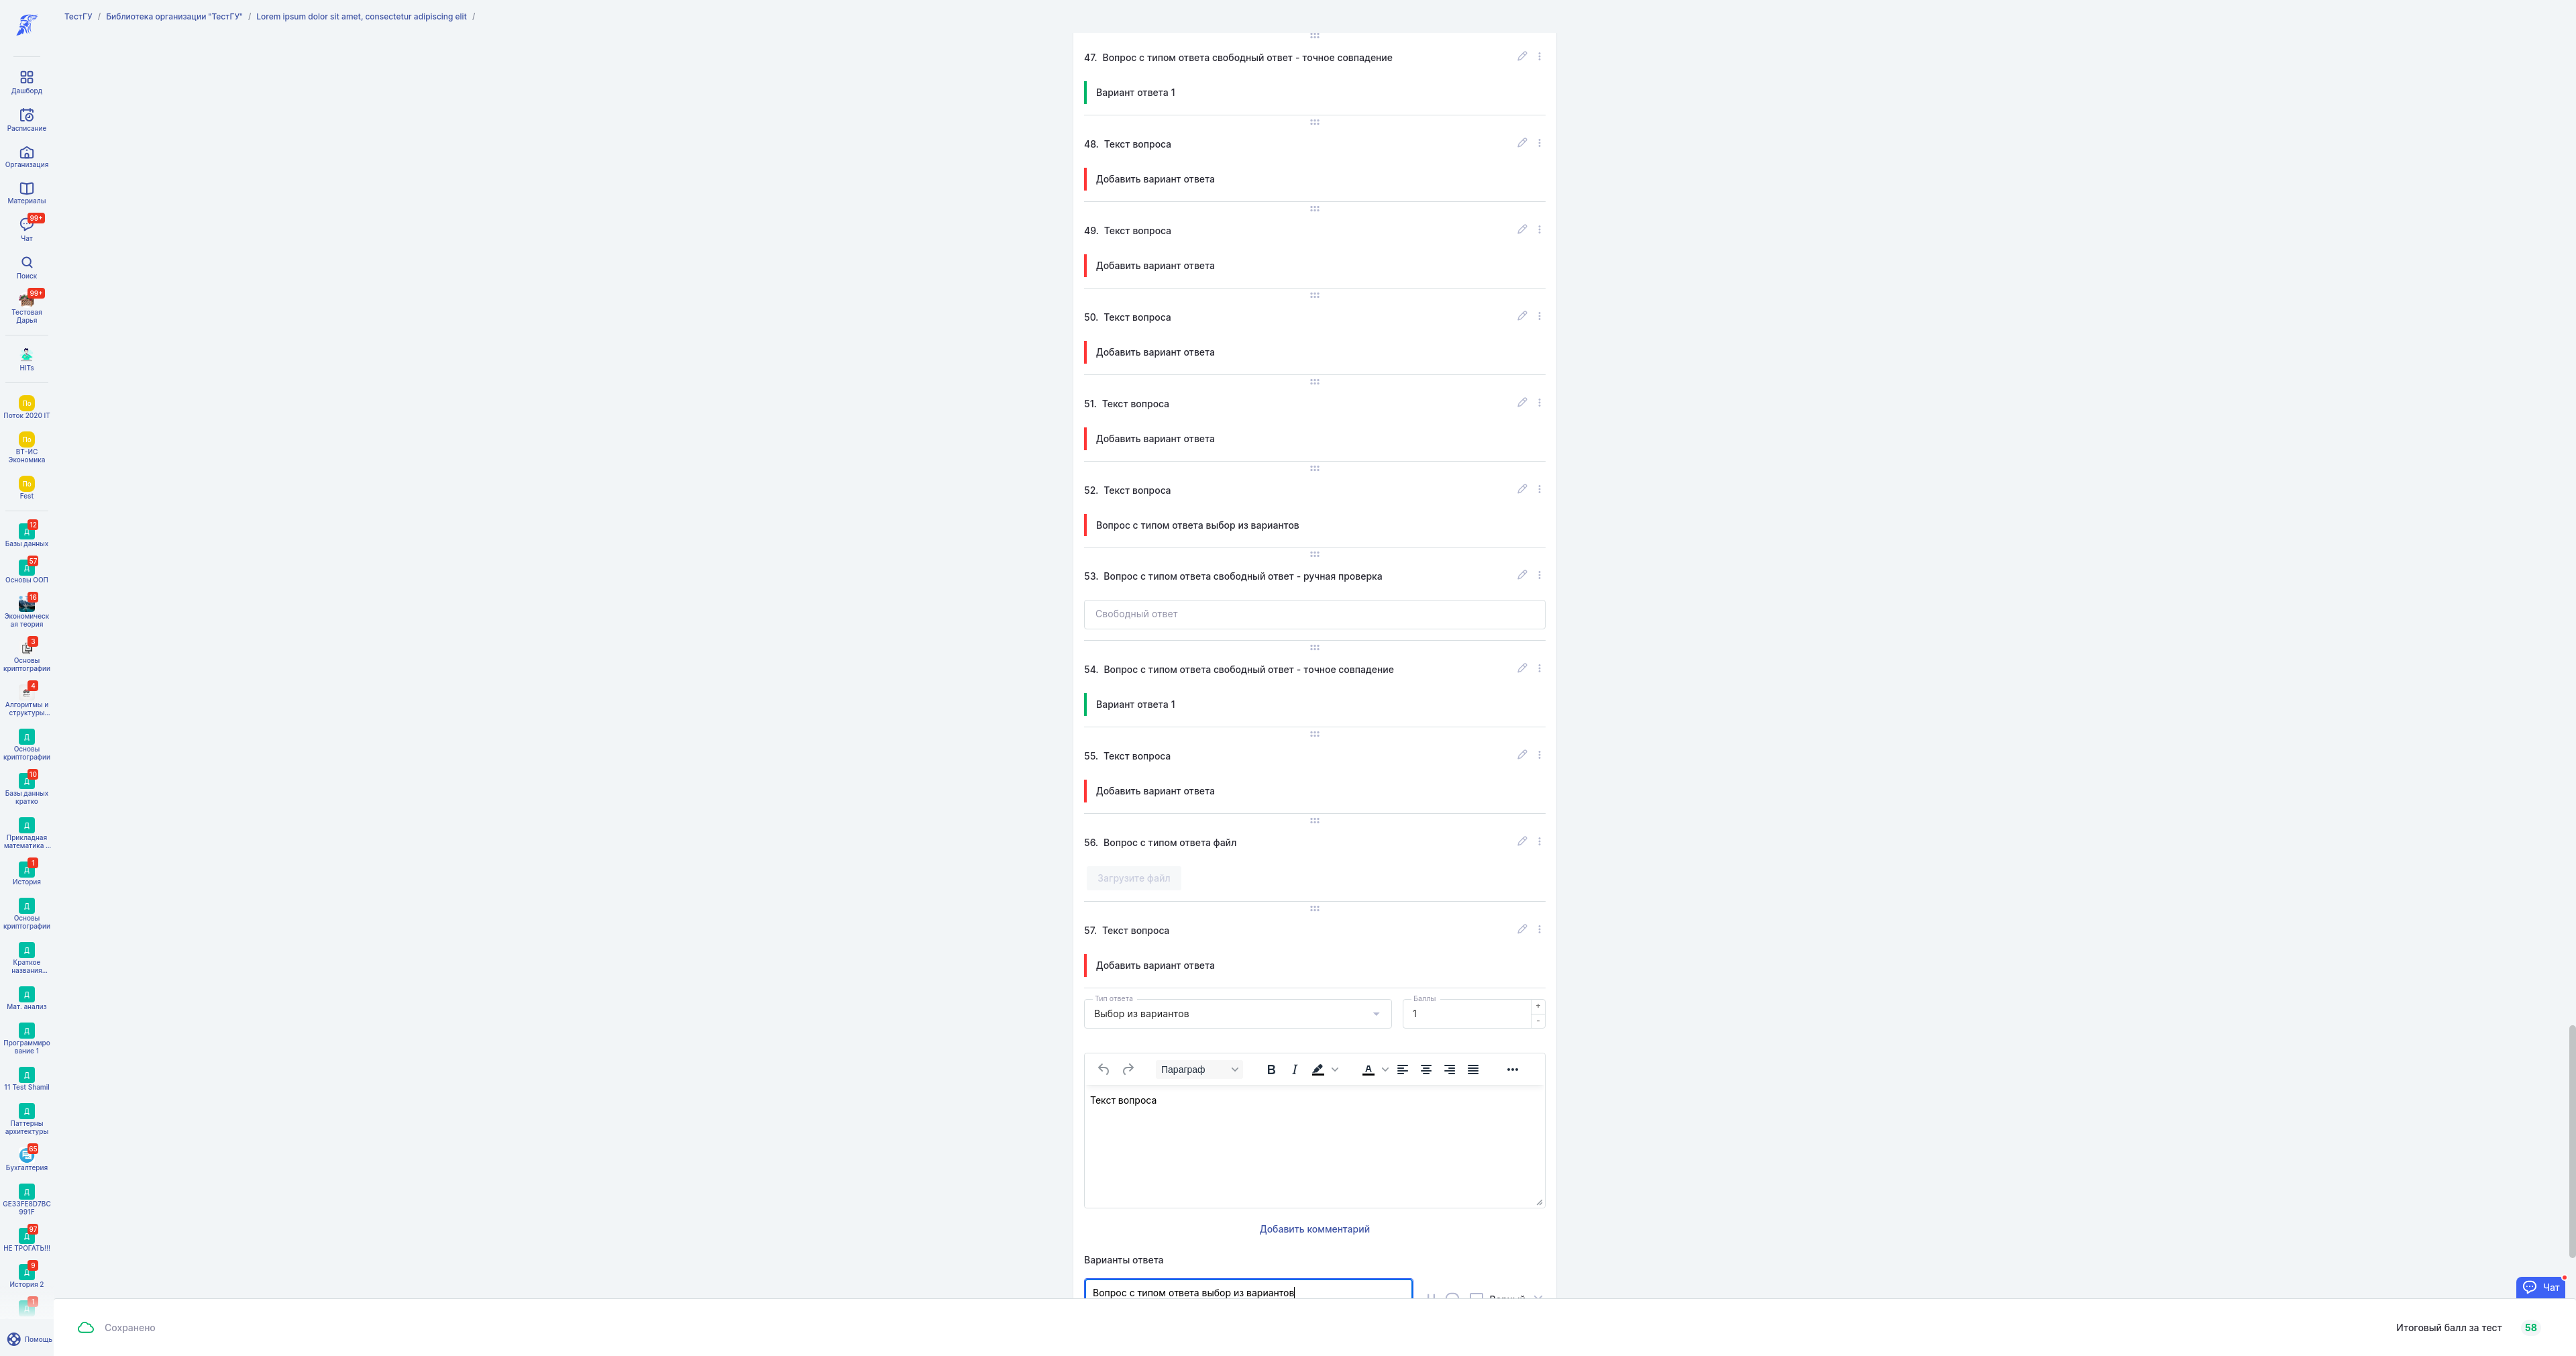 ТестГУ / Библиотека организации "ТестГУ" / Lorem ipsum dolor sit amet, consectetur adipiscing elit /
Дашборд
Расписание
Организация
Материалы
99+
Чат
Поиск
99+
Тестовая
Дарья
HITs
По
Поток 2020 IT
По
ВТ-ИС
Экономика
По
Fest
12
Д
Базы данных
57
Д
Основы ООП
16
Экономическ
ая теория
3
Основы
криптографии
4
Алгоритмы и
структуры...
Д
Основы
криптографии
10
Д
Базы данных
кратко
Д
Прикладная
математика ...
1
Д
История
Д
Основы
криптографии
Д
Краткое
названия...
Д
Мат. анализ
Д
Программиро
вание 1
Д
11 Test Shamil
Д
Паттерны
архитектуры
65
Бухгалтерия
Д
GE33FE8D7BC
991F
97
Д
НЕ ТРОГАТЬ!!!
9
Д
История 2
1
Д
Помощь
47. Вопрос с типом ответа свободный ответ - точное совпадение
Вариант ответа 1
48. Текст вопроса
Добавить вариант ответа
49. Текст вопроса
Добавить вариант ответа
50. Текст вопроса
Добавить вариант ответа
51. Текст вопроса
Добавить вариант ответа
52. Текст вопроса
Вопрос с типом ответа выбор из вариантов
53. Вопрос с типом ответа свободный ответ - ручная проверка
Свободный ответ
54. Вопрос с типом ответа свободный ответ - точное совпадение
Вариант ответа 1
55. Текст вопроса
Добавить вариант ответа
56. Вопрос с типом ответа файл
Загрузите файл
57. Текст вопроса
Добавить вариант ответа
Тип ответа
Выбор из вариантов
Баллы
1
+
-
Параграф
B I A
Текст вопроса
Добавить комментарий
Варианты ответа
Вопрос с типом ответа выбор из вариантов
Чат
Сохранено
Итоговый балл за тест 58